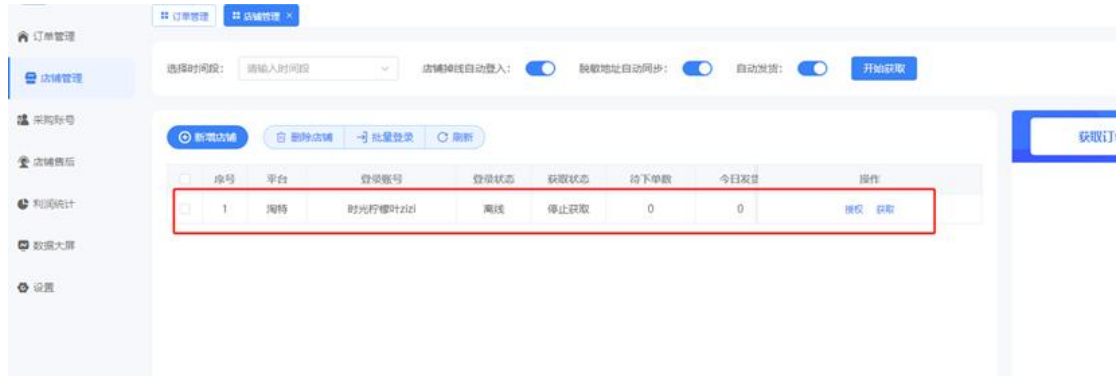 订单管理
店铺管理 ×
订单管理
店铺管理
采购账号
店铺售后
利润统计
数据大屏
设置
选择时间段： 请输入时间段 店铺掉线自动登入： 脱敏地址自动同步： 自动发货： 开始获取
新增店铺 删除店铺 批量登录 刷新
序号 平台 登录账号 登录状态 获取状态 待下单数 今日发货 操作
1 淘特 时光柠檬叶zizi 离线 停止获取 0 0 授权 获取
获取订